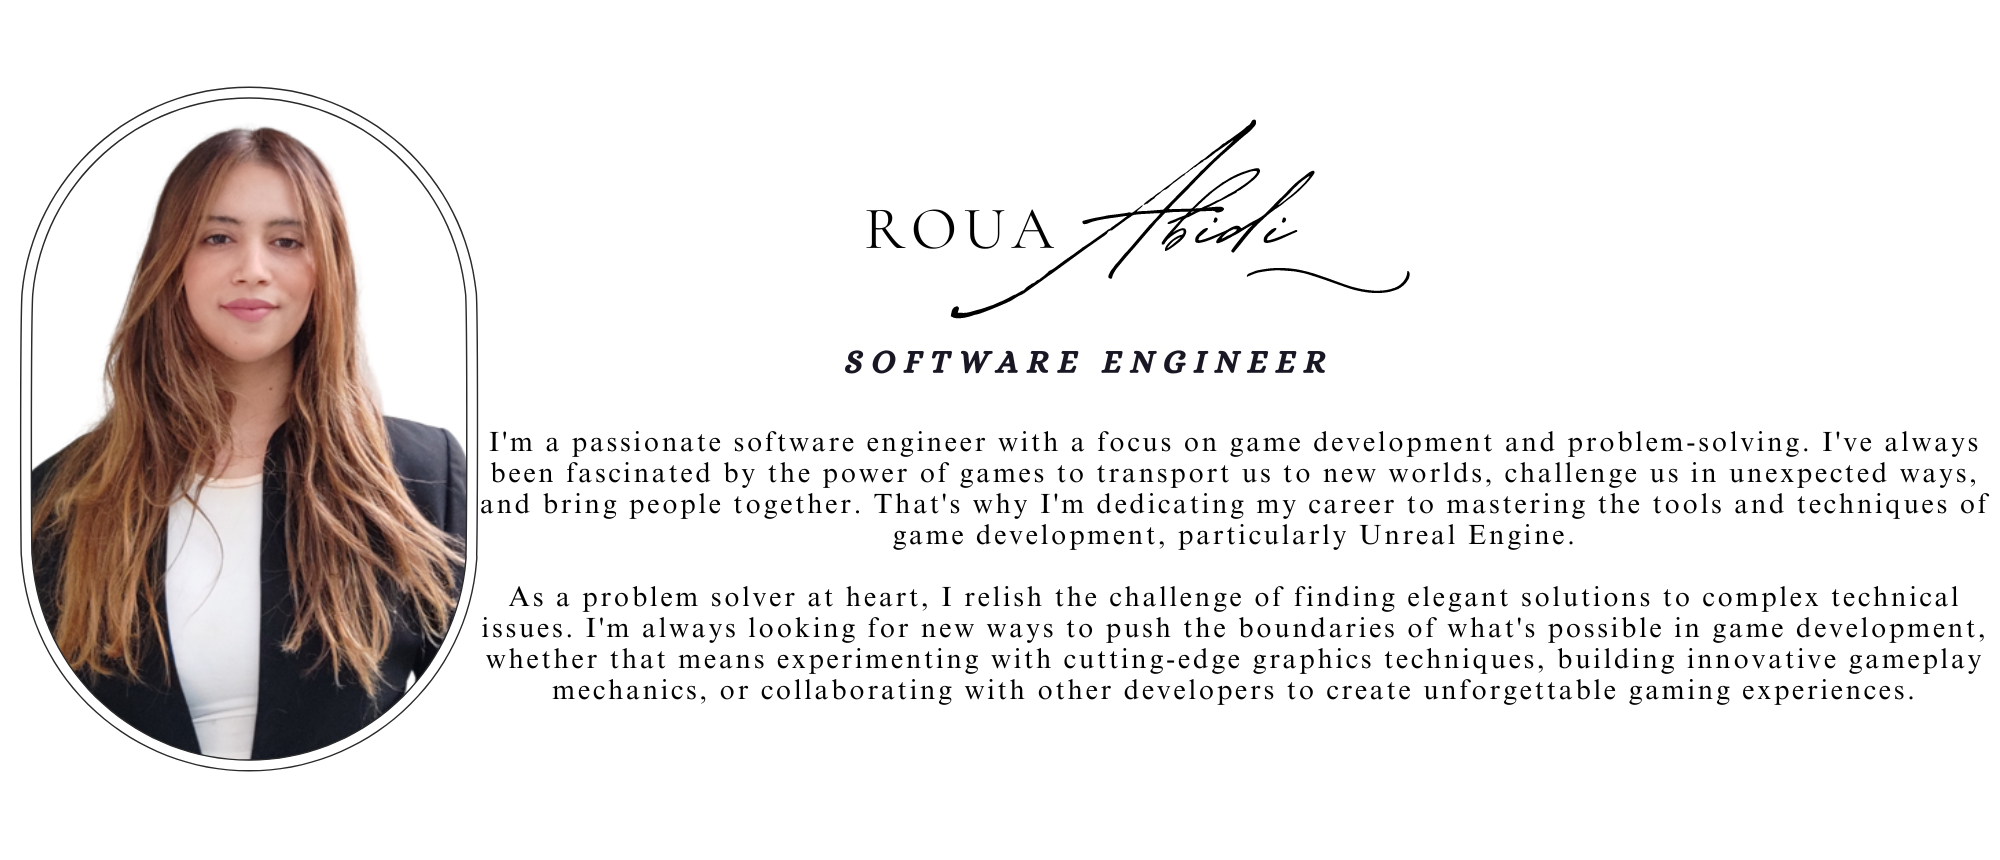 ROUA Abidi
SOFTWARE ENGINEER
I'm a passionate software engineer with a focus on game development and problem-solving. I've always
been fascinated by the power of games to transport us to new worlds, challenge us in unexpected ways,
and bring people together. That's why I'm dedicating my career to mastering the tools and techniques of
game development, particularly Unreal Engine.
As a problem solver at heart, I relish the challenge of finding elegant solutions to complex technical
issues. I'm always looking for new ways to push the boundaries of what's possible in game development,
whether that means experimenting with cutting-edge graphics techniques, building innovative gameplay
mechanics, or collaborating with other developers to create unforgettable gaming experiences.